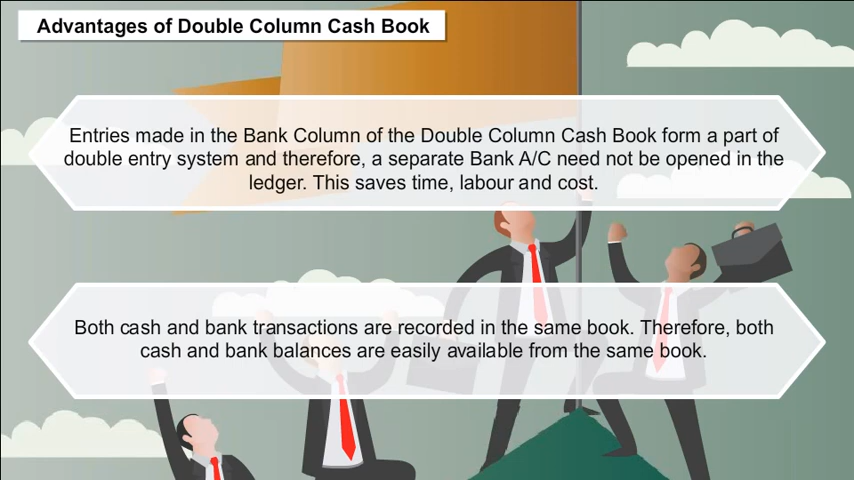 Advantages of Double Column Cash Book
Entries made in the Bank Column of the Double Column Cash Book form a part of
double entry system and therefore, a separate Bank A/C need not be opened in the
ledger. This saves time, labour and cost.
Both cash and bank transactions are recorded in the same book. Therefore, both
cash and bank balances are easily available from the same book.